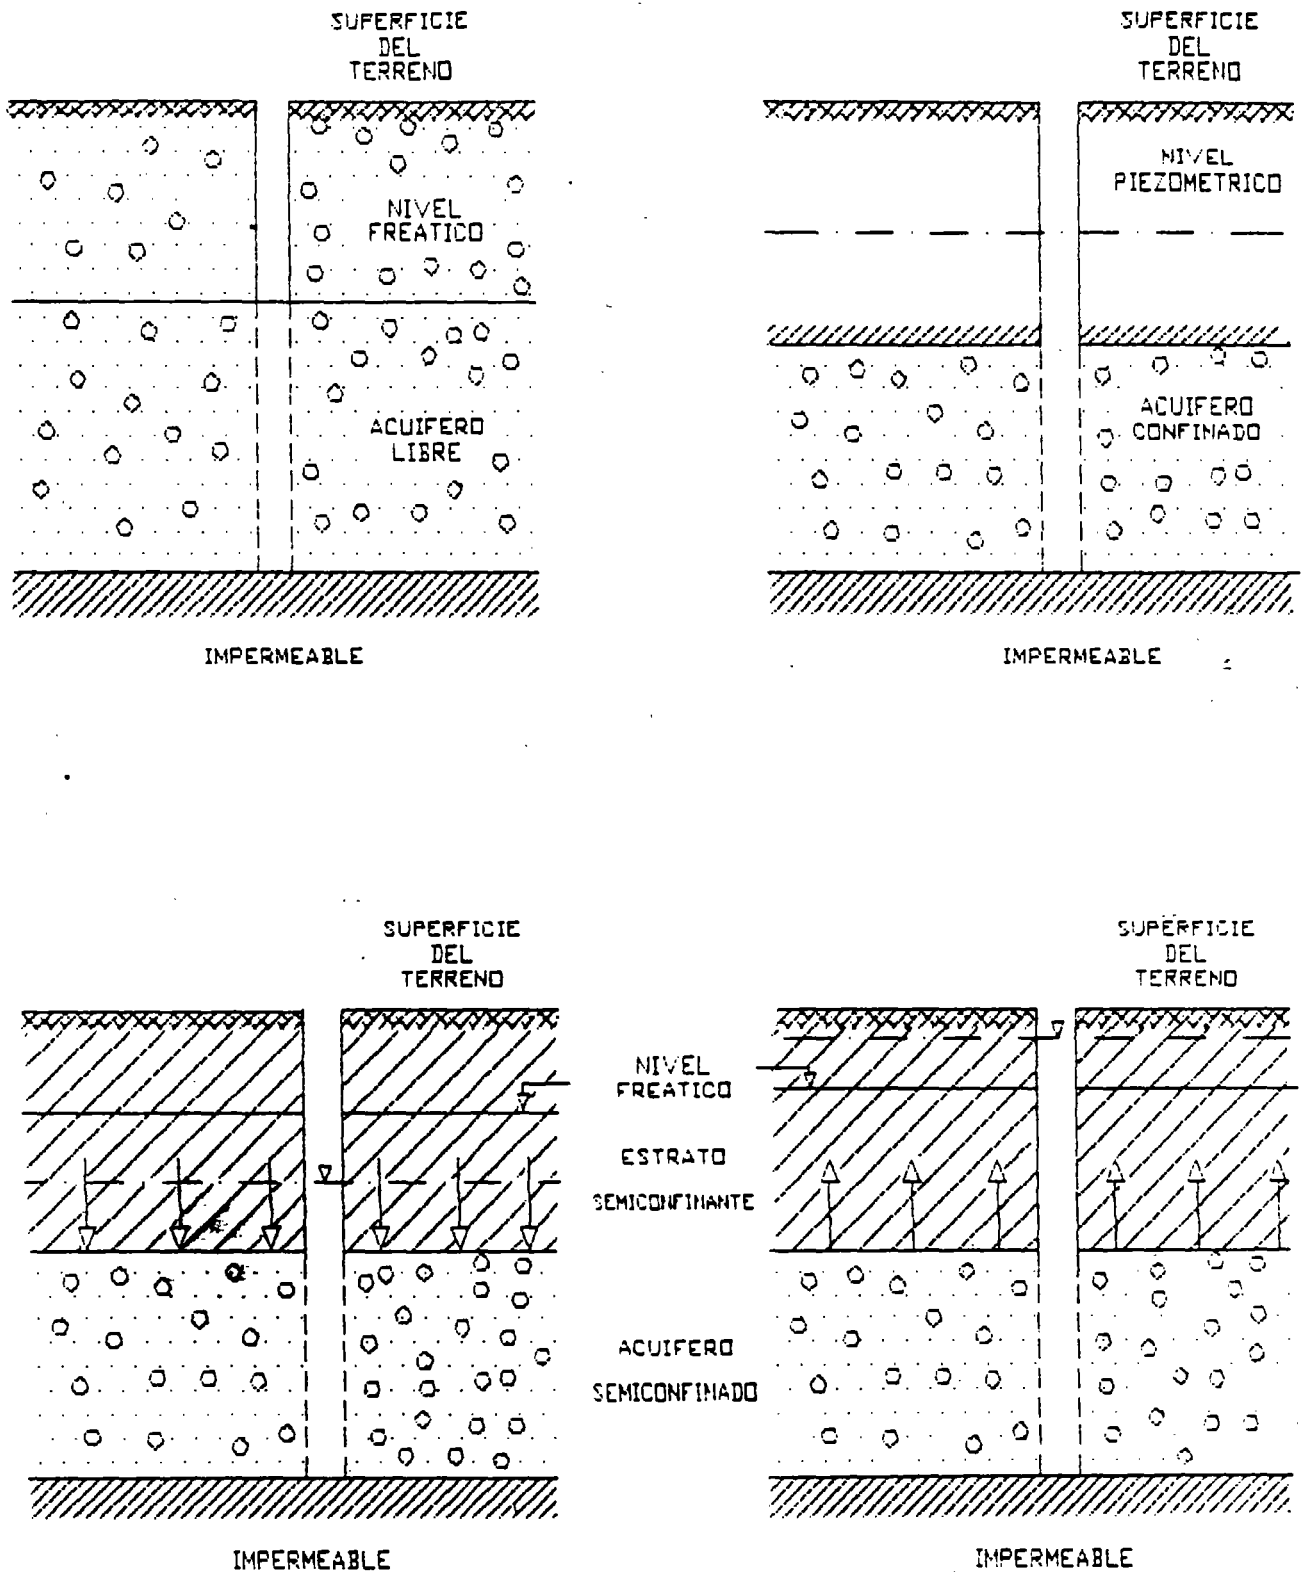 SUPERFICIE
DEL
TERRENO
NIVEL
FREATICO
ACUIFERO
LIBRE
IMPERMEABLE
SUPERFICIE
DEL
TERRENO
NIVEL
PIEZOMETRICO
ACUIFERO
CONFINADO
IMPERMEABLE
SUPERFICIE
DEL
TERRENO
NIVEL
FREATICO
ESTRATO
SEMICONFINANTE
ACUIFERO
SEMICONFINADO
IMPERMEABLE
SUPERFICIE
DEL
TERRENO
IMPERMEABLE